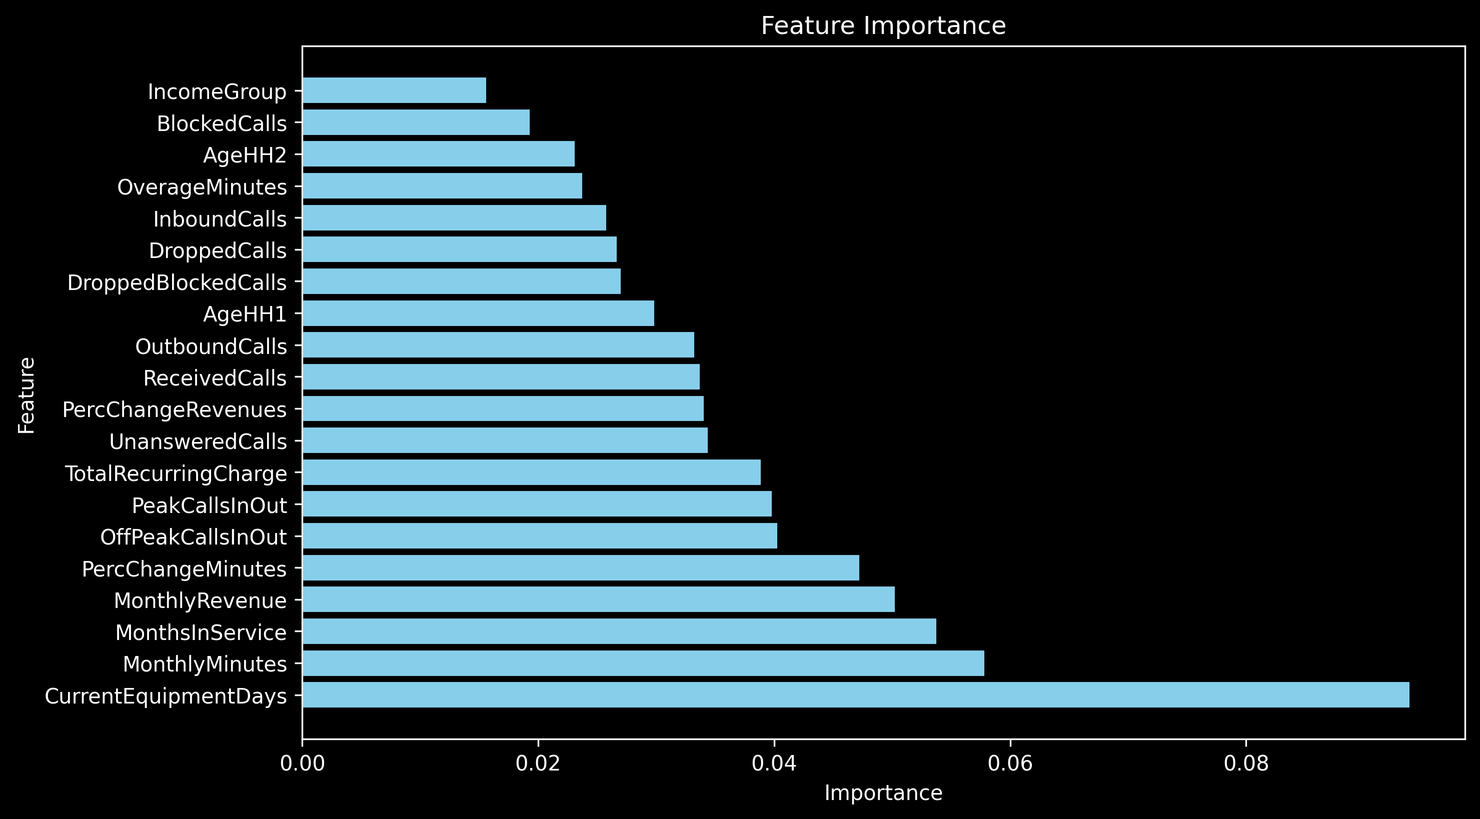 Feature Importance
IncomeGroup
BlockedCalls
AgeHH2
OverageMinutes
InboundCalls
DroppedCalls
DroppedBlockedCalls
AgeHH1
OutboundCalls
ReceivedCalls
PercChangeRevenues
UnansweredCalls
TotalRecurringCharge
PeakCallsInOut
OffPeakCallsInOut
PercChangeMinutes
MonthlyRevenue
MonthsInService
MonthlyMinutes
CurrentEquipmentDays
Feature
0.00 0.02 0.04 0.06 0.08
Importance